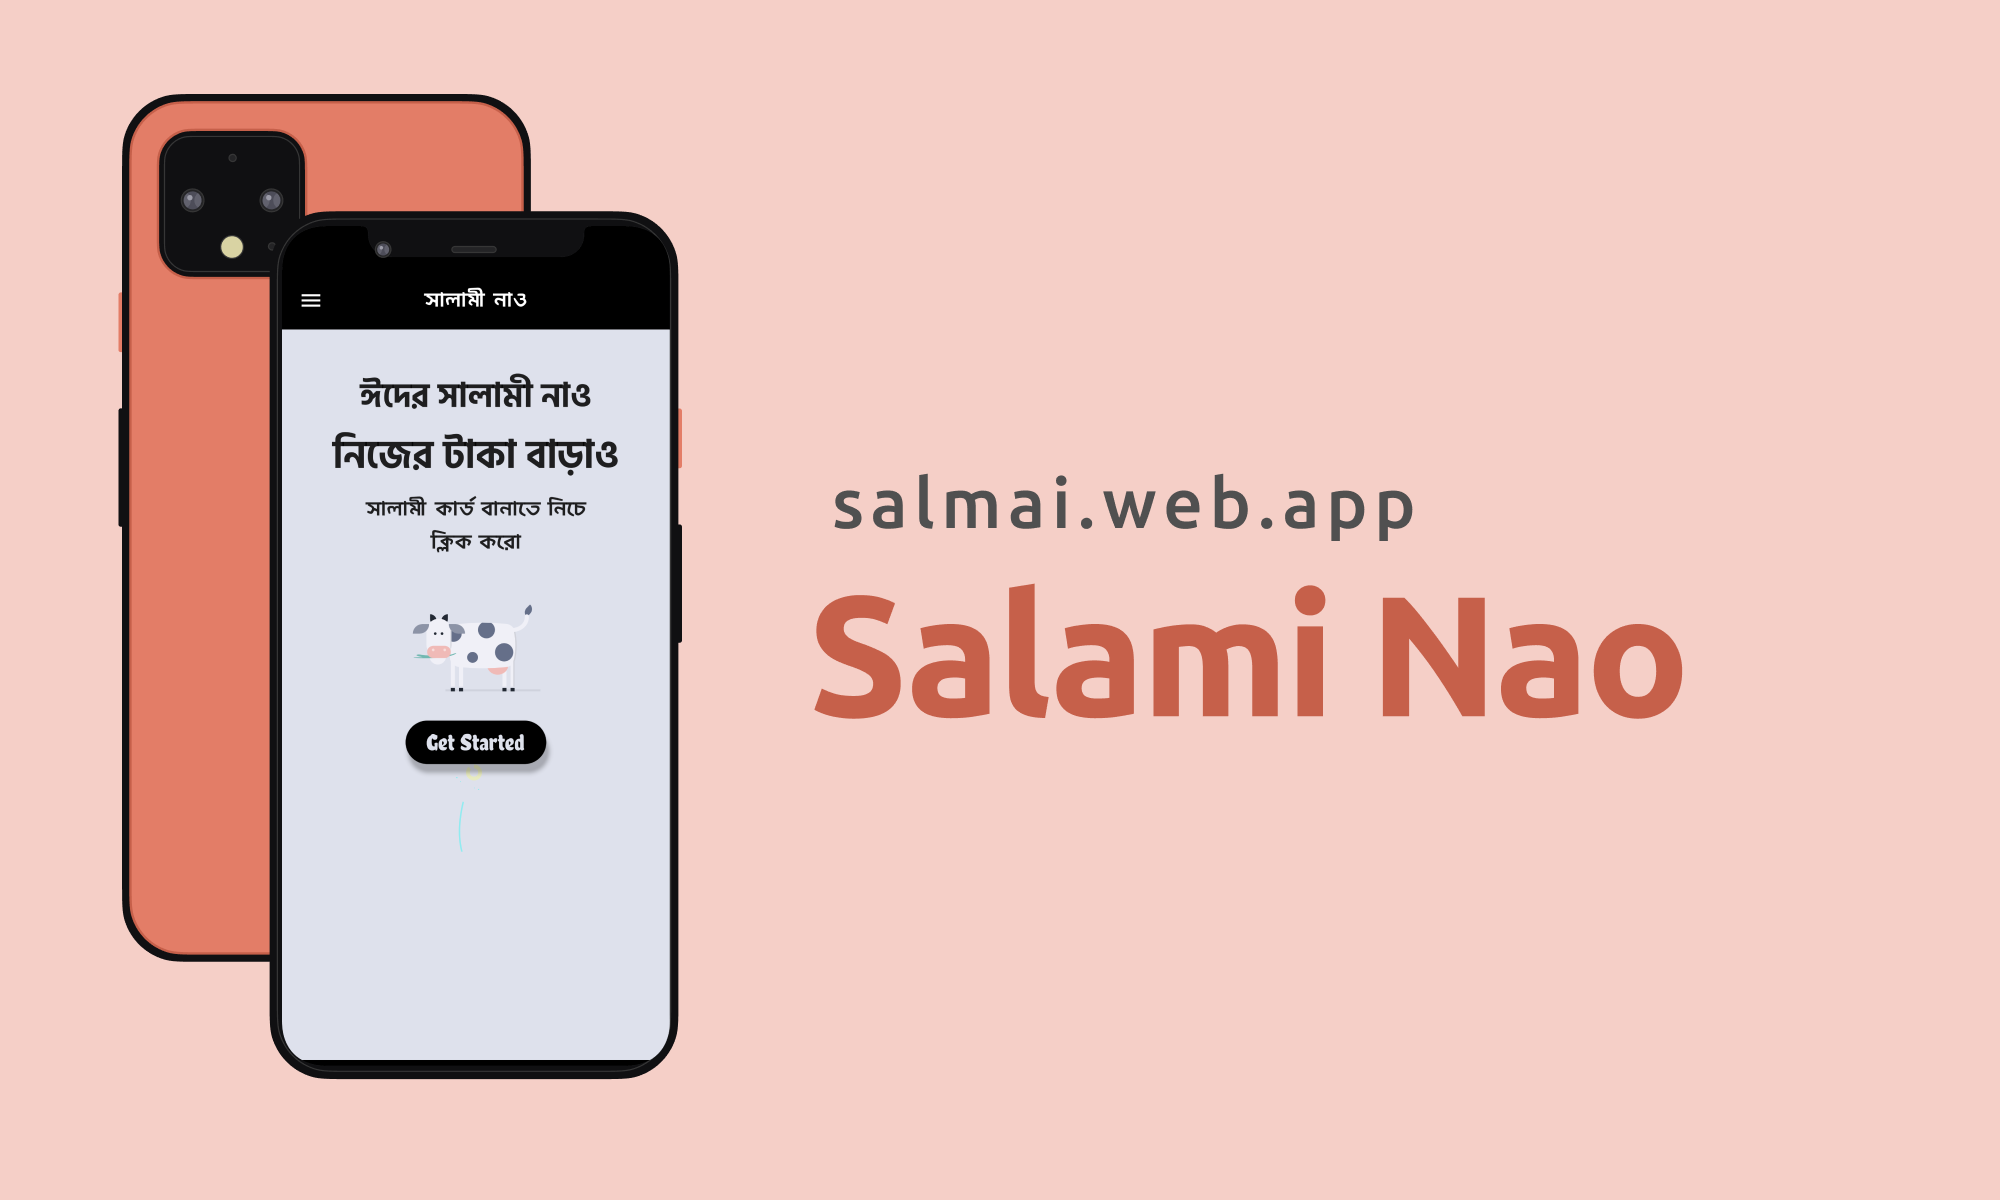 সালামী নাও
ঈদের সালামী নাও
নিজের টাকা বাড়াও
সালামী কার্ড বানাতে নিচে
ক্লিক করো
Get Started
salmai.web.app
Salami Nao